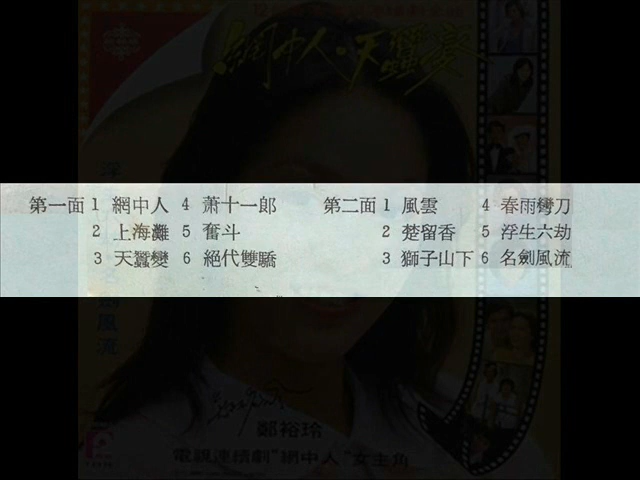 網中人·天蠶變
第一面 1 網中人 4 萧十一郎 第二面 1 風雲 4 春雨彎刀
2 上海灘 5 奮斗 2 楚留香 5 浮生六劫
3 天蠶變 6 絕代雙驕 3 獅子山下 6 名劍風流
劍風流
鄭裕玲
電視連續劇"網中人"女主角